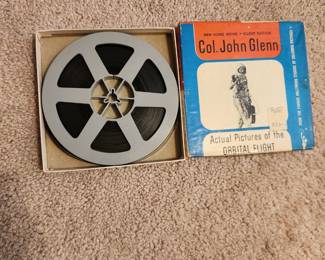 NEW HOME MOVIE • SILENT EDITION
Col. John Glenn
Actual Pictures of the
ORBITAL FLIGHT